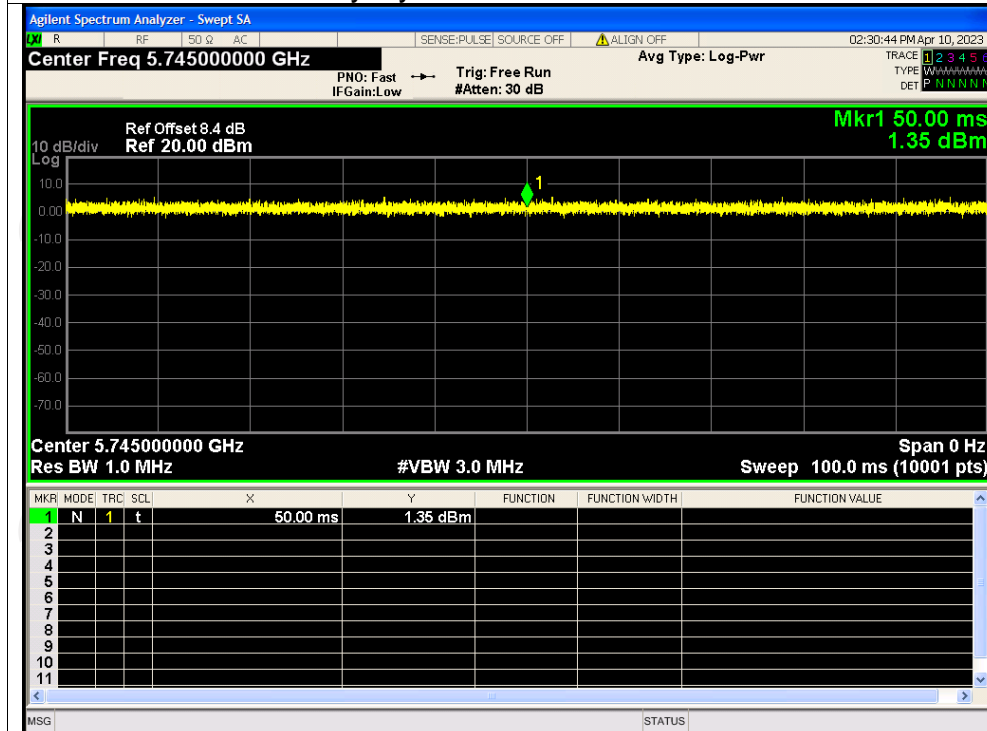 Agilent Spectrum Analyzer - Swept SA
LXI R RF 50 Ω AC SENSE:PULSE SOURCE OFF ALIGN OFF 02:30:44 PM Apr 10, 2023
Center Freq 5.745000000 GHz
PNO: Fast
IFGain:Low
Trig: Free Run
#Atten: 30 dB
Avg Type: Log-Pwr
TRACE 1 2 3 4 5
TYPE
DET P N N N N
Mkr1 50.00 ms
1.35 dBm
Ref Offset 8.4 dB
10 dB/div Ref 20.00 dBm
Log
10.0
0.00
-10.0
-20.0
-30.0
-40.0
-50.0
-60.0
-70.0
1
Center 5.745000000 GHz Span 0 Hz
Res BW 1.0 MHz #VBW 3.0 MHz Sweep 100.0 ms (10001 pts)
MKR MODE TRC SCL X Y FUNCTION FUNCTION WIDTH FUNCTION VALUE
1 N 1 t 50.00 ms 1.35 dBm
2
3
4
5
6
7
8
9
10
11
MSG STATUS